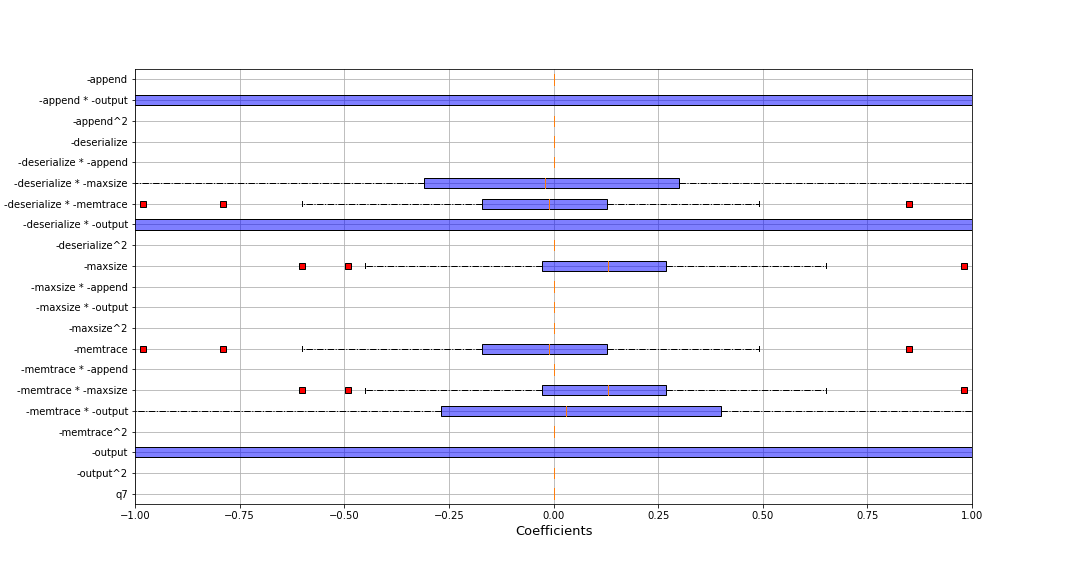 -append
-append * -output
-append^2
-deserialize
-deserialize * -append
-deserialize * -maxsize
-deserialize * -memtrace
-deserialize * -output
-deserialize^2
-maxsize
-maxsize * -append
-maxsize * -output
-maxsize^2
-memtrace
-memtrace * -append
-memtrace * -maxsize
-memtrace * -output
-memtrace^2
-output
-output^2
q7
−1.00 −0.75 −0.50 −0.25 0.00 0.25 0.50 0.75 1.00
Coefficients